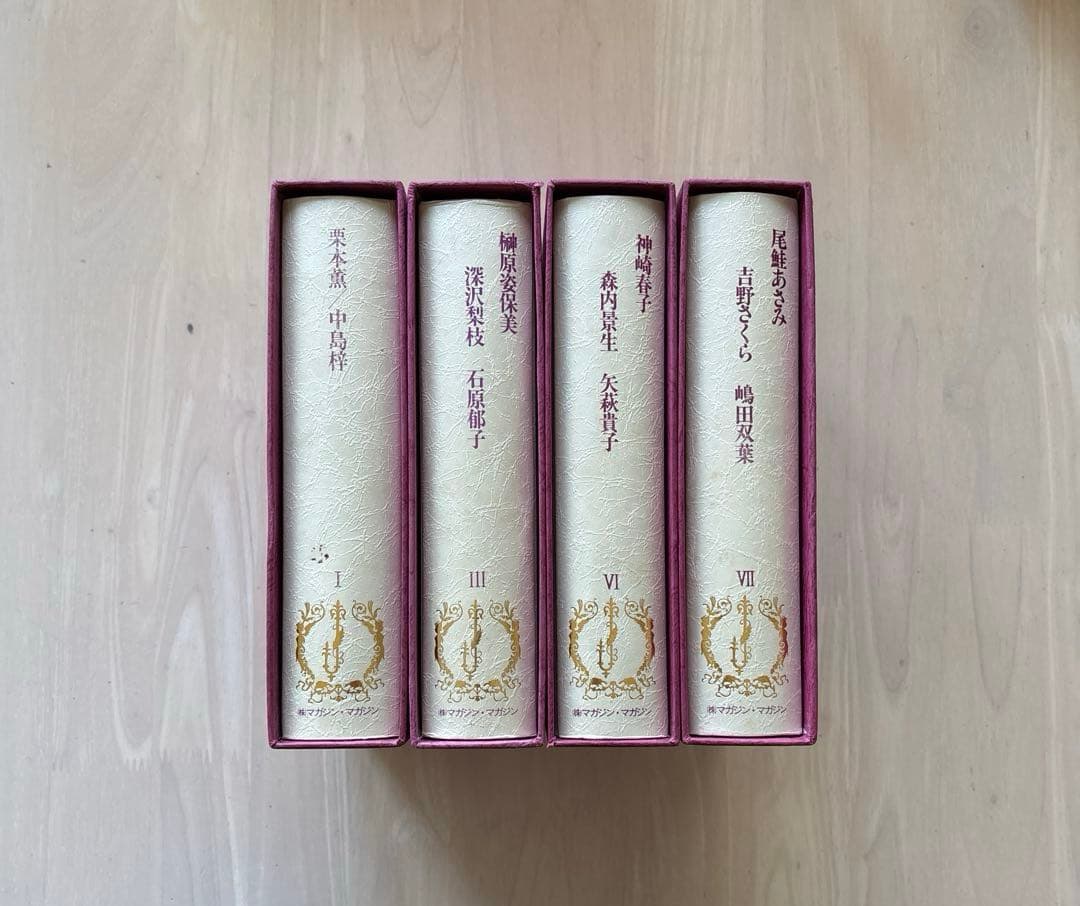 栗本薫／中島梓
I
㈱マガジン・マガジン
榊原姿保美
深沢梨枝　石原郁子
III
㈱マガジン・マガジン
神崎春子
森内景生　矢萩貴子
VI
㈱マガジン・マガジン
尾鮭あさみ
吉野さくら　嶋田双葉
VII
㈱マガジン・マガジン